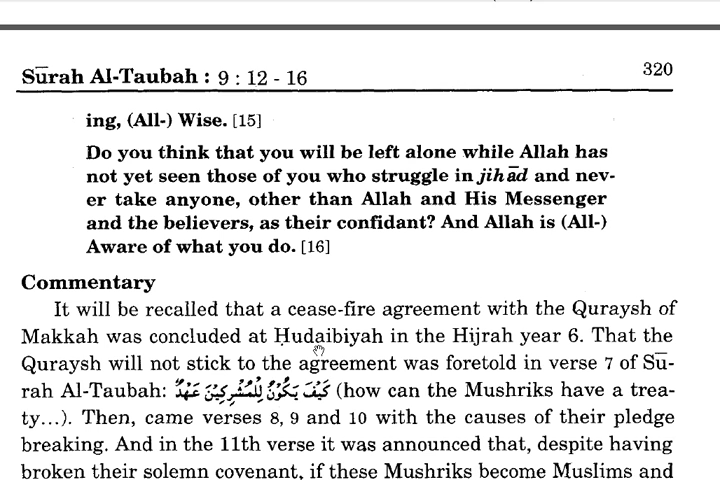 Sūrah Al-Taubah : 9 : 12 - 16
320
ing, (All-) Wise. [15]
Do you think that you will be left alone while Allah has
not yet seen those of you who struggle in jihād and nev-
er take anyone, other than Allah and His Messenger
and the believers, as their confidant? And Allah is (All-)
Aware of what you do. [16]
Commentary
It will be recalled that a cease-fire agreement with the Quraysh of
Makkah was concluded at Ḥudaibiyah in the Hijrah year 6. That the
Quraysh will not stick to the agreement was foretold in verse 7 of Sū-
rah Al-Taubah: كَيْفَ يَكُوْنُ لِلْمُشْرِكِيْنَ عَهْدٌ (how can the Mushriks have a trea-
ty...). Then, came verses 8, 9 and 10 with the causes of their pledge
breaking. And in the 11th verse it was announced that, despite having
broken their solemn covenant, if these Mushriks become Muslims and